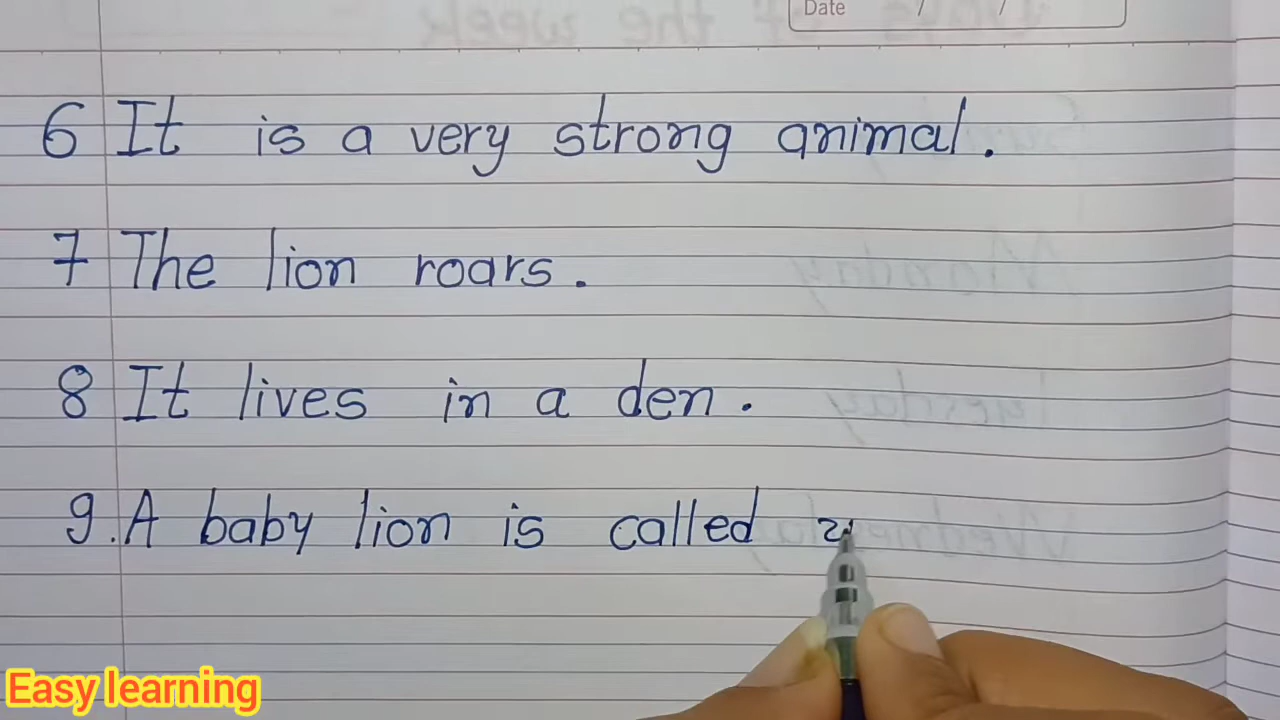 Date / /
6 It is a very strong animal.
7 The lion roars.
8 It lives in a den.
9. A baby lion is called
Easy learning